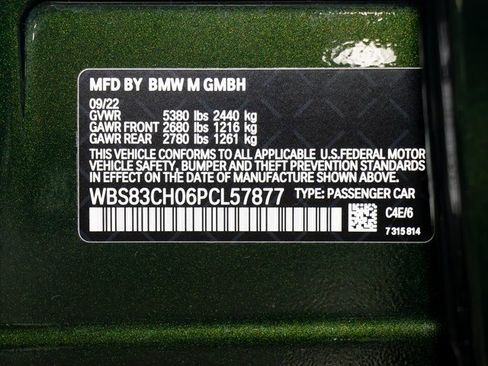 MFD BY BMW M GMBH
09/22
GVWR 5380 lbs 2440 kg
GAWR FRONT 2680 lbs 1216 kg
GAWR REAR 2780 lbs 1261 kg
THIS VEHICLE CONFORMS TO ALL APPLICABLE U.S.FEDERAL MOTOR
VEHICLE SAFETY, BUMPER AND THEFT PREVENTION STANDARDS
IN EFFECT ON THE DATE OF MANUFACTURE SHOWN ABOVE.
WBS83CH06PCL57877 TYPE: PASSENGER CAR
C4E/6
7 315 814